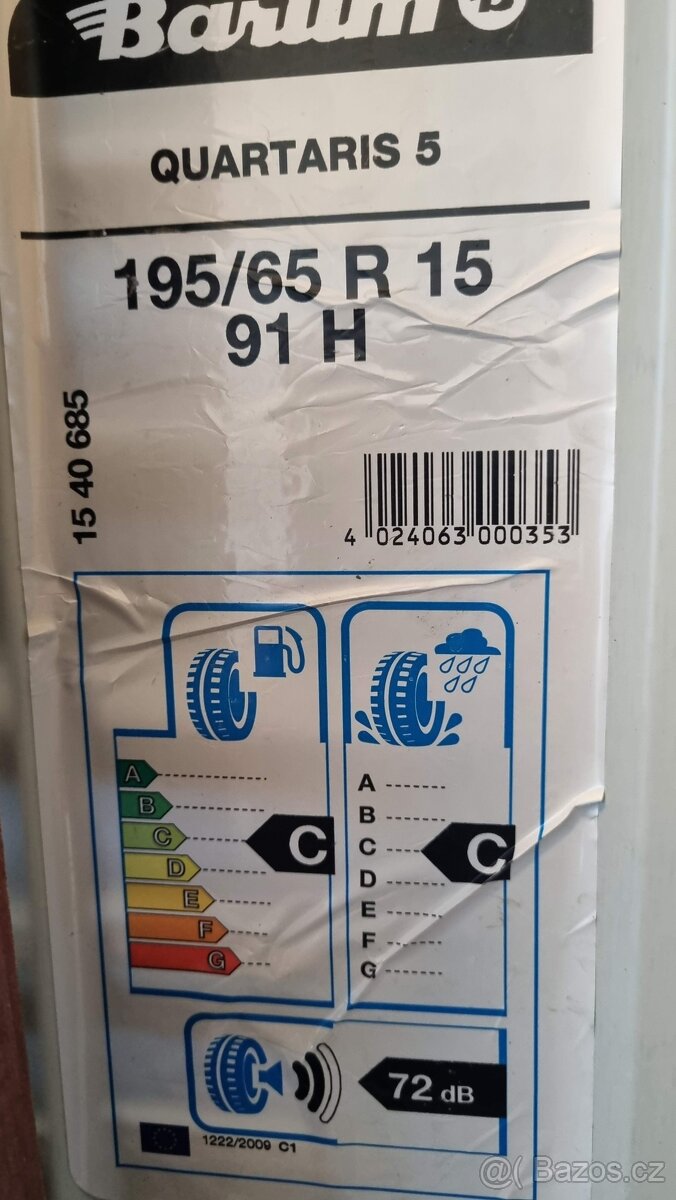 Barum
QUARTARIS 5
195/65 R 15
91 H
15 40 685
4 024063 000353
A
B
C
D
E
F
G
C
A
B
C
D
E
F
G
C
72 dB
1222/2009 C1
@( Bazos.cz